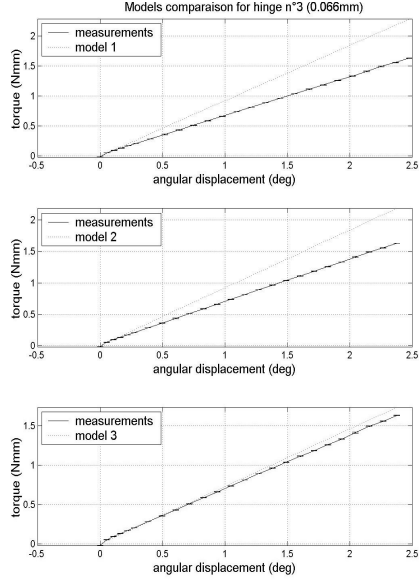 Models comparaison for hinge n°3 (0.066mm)
measurements
model 1
torque (Nmm)
2
1.5
1
0.5
0
-0.5 0 0.5 1 1.5 2 2.5
angular displacement (deg)
measurements
model 2
torque (Nmm)
2
1.5
1
0.5
0
-0.5 0 0.5 1 1.5 2 2.5
angular displacement (deg)
measurements
model 3
torque (Nmm)
1.5
1
0.5
0
-0.5 0 0.5 1 1.5 2 2.5
angular displacement (deg)